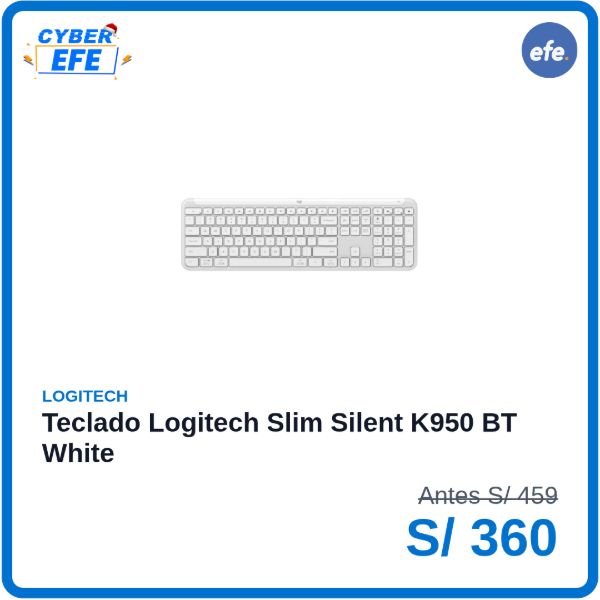 CYBER
EFE
efe.
LOGITECH
Teclado Logitech Slim Silent K950 BT
White
Antes S/ 459
S/ 360